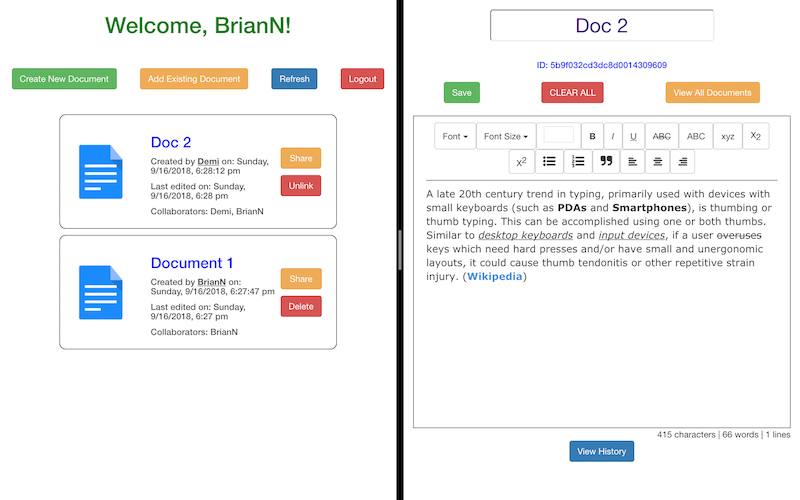 Welcome, BrianN!
Create New Document Add Existing Document Refresh Logout
Doc 2
Created by Demi on: Sunday,
9/16/2018, 6:28:12 pm
Last edited on: Sunday,
9/16/2018, 6:28 pm
Collaborators: Demi, BrianN
Share
Unlink
Document 1
Created by BrianN on:
Sunday, 9/16/2018, 6:27:47 pm
Last edited on: Sunday,
9/16/2018, 6:27 pm
Collaborators: BrianN
Share
Delete
Doc 2
ID: 5b9f032cd3dc8d0014309609
Save CLEAR ALL View All Documents
Font Font Size B I U ABC ABC xyz X2
X2
A late 20th century trend in typing, primarily used with devices with
small keyboards (such as PDAs and Smartphones), is thumbing or
thumb typing. This can be accomplished using one or both thumbs.
Similar to desktop keyboards and input devices, if a user overuses
keys which need hard presses and/or have small and unergonomic
layouts, it could cause thumb tendonitis or other repetitive strain
injury. (Wikipedia)
415 characters | 66 words | 1 lines
View History